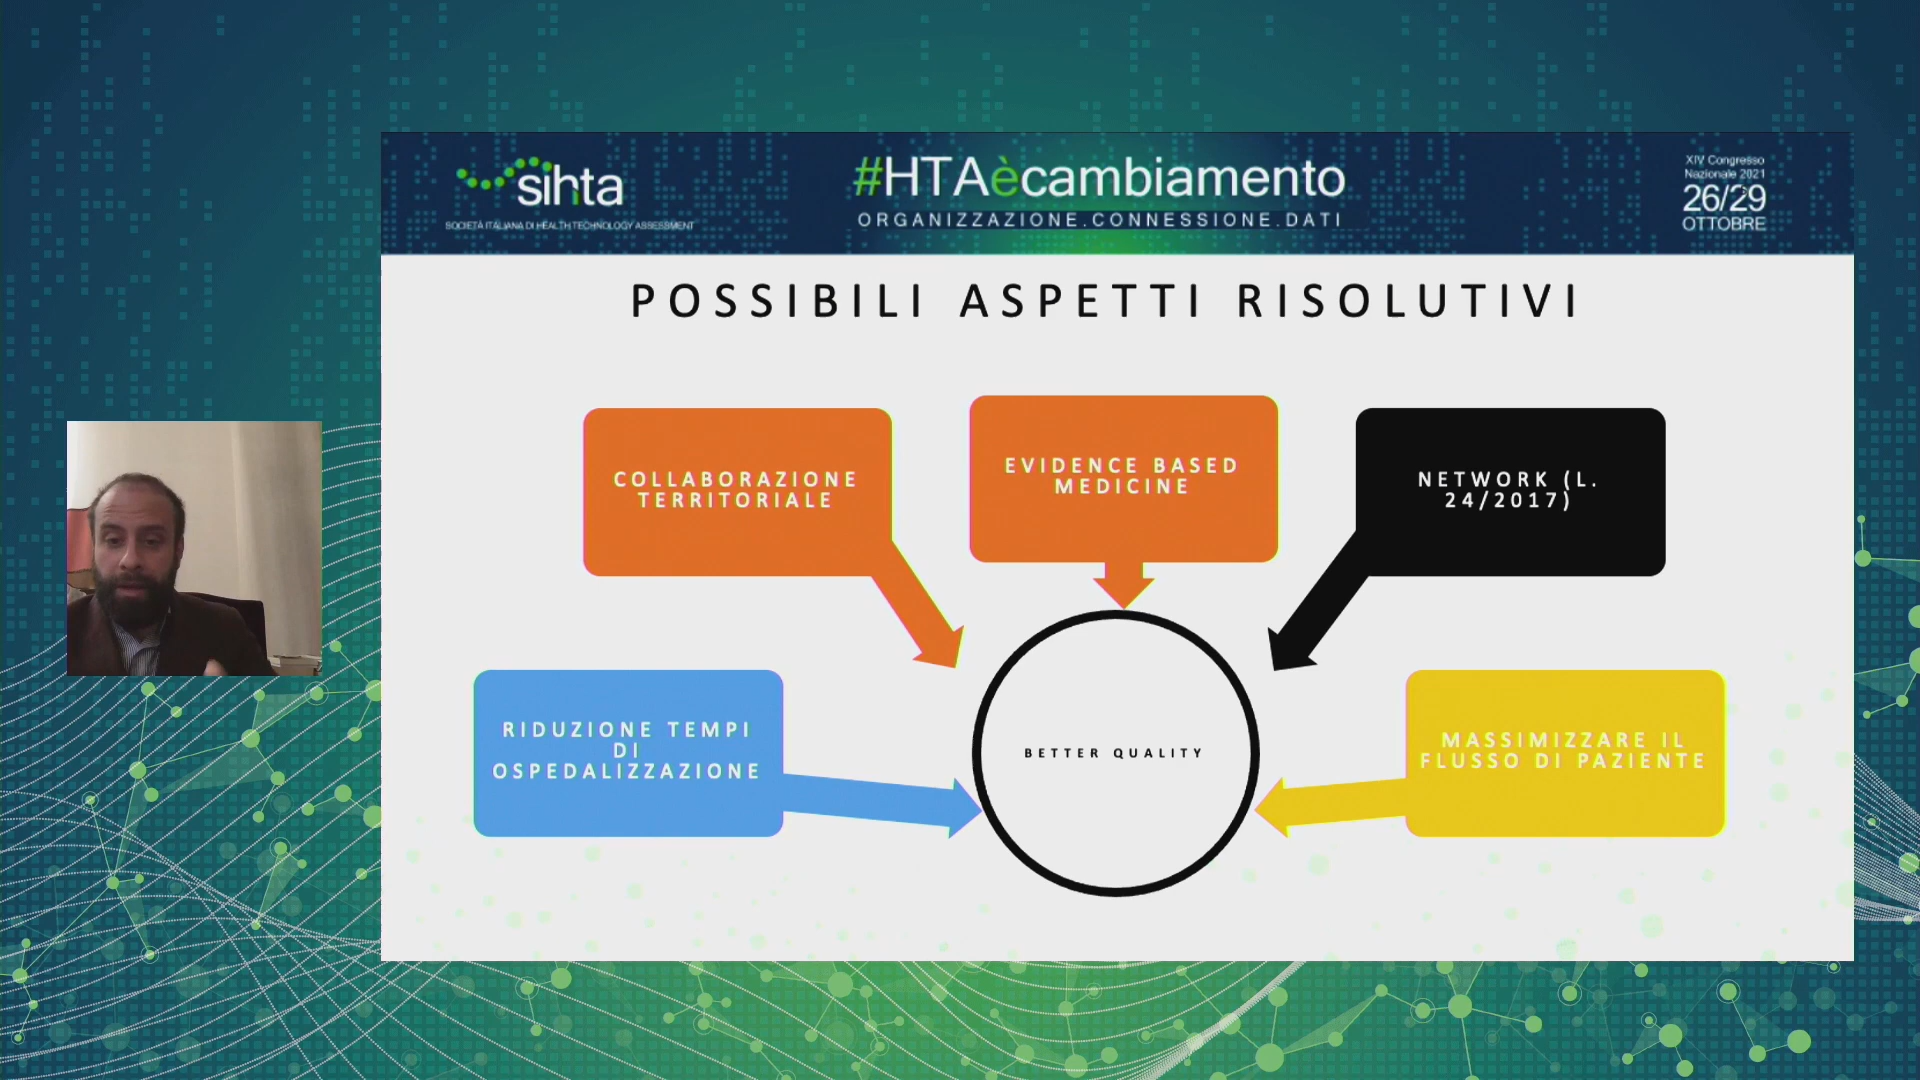 sihta
SOCIETÀ ITALIANA DI HEALTH TECHNOLOGY ASSESSMENT
#HTAècambiamento
ORGANIZZAZIONE.CONNESSIONE.DATI
XIV Congresso
Nazionale 2021
26/29
OTTOBRE
POSSIBILI ASPETTI RISOLUTIVI
COLLABORAZIONE
TERRITORIALE
EVIDENCE BASED
MEDICINE
NETWORK (L.
24/2017)
RIDUZIONE TEMPI
DI
OSPEDALIZZAZIONE
BETTER QUALITY
MASSIMIZZARE IL
FLUSSO DI PAZIENTE